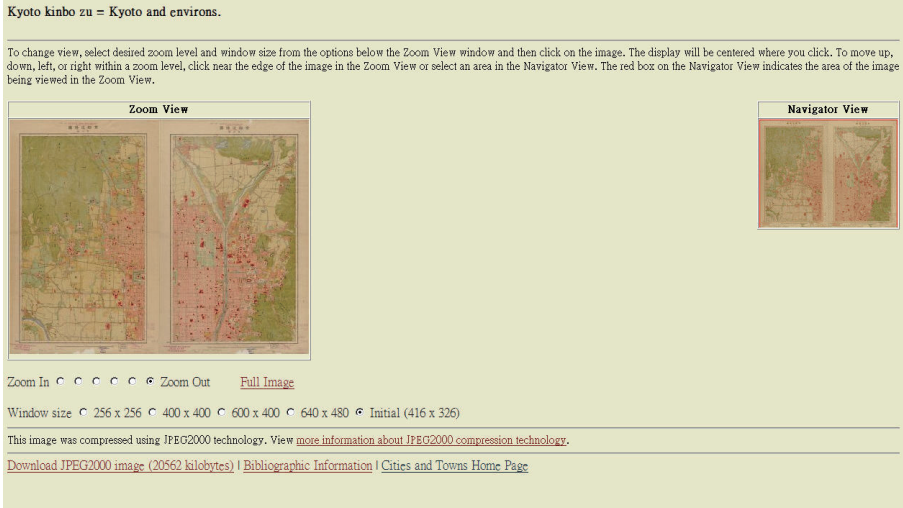 Kyoto kinbo zu = Kyoto and environs.
To change view, select desired zoom level and window size from the options below the Zoom View window and then click on the image. The display will be centered where you click. To move up,
down, left, or right within a zoom level, click near the edge of the image in the Zoom View or select an area in the Navigator View. The red box on the Navigator View indicates the area of the image
being viewed in the Zoom View.
Zoom View
Navigator View
Zoom In Zoom Out Full Image
Window size 256 x 256 400 x 400 600 x 400 640 x 480 Initial (416 x 326)
This image was compressed using JPEG2000 technology. View more information about JPEG2000 compression technology.
Download JPEG2000 image (20562 kilobytes) | Bibliographic Information | Cities and Towns Home Page